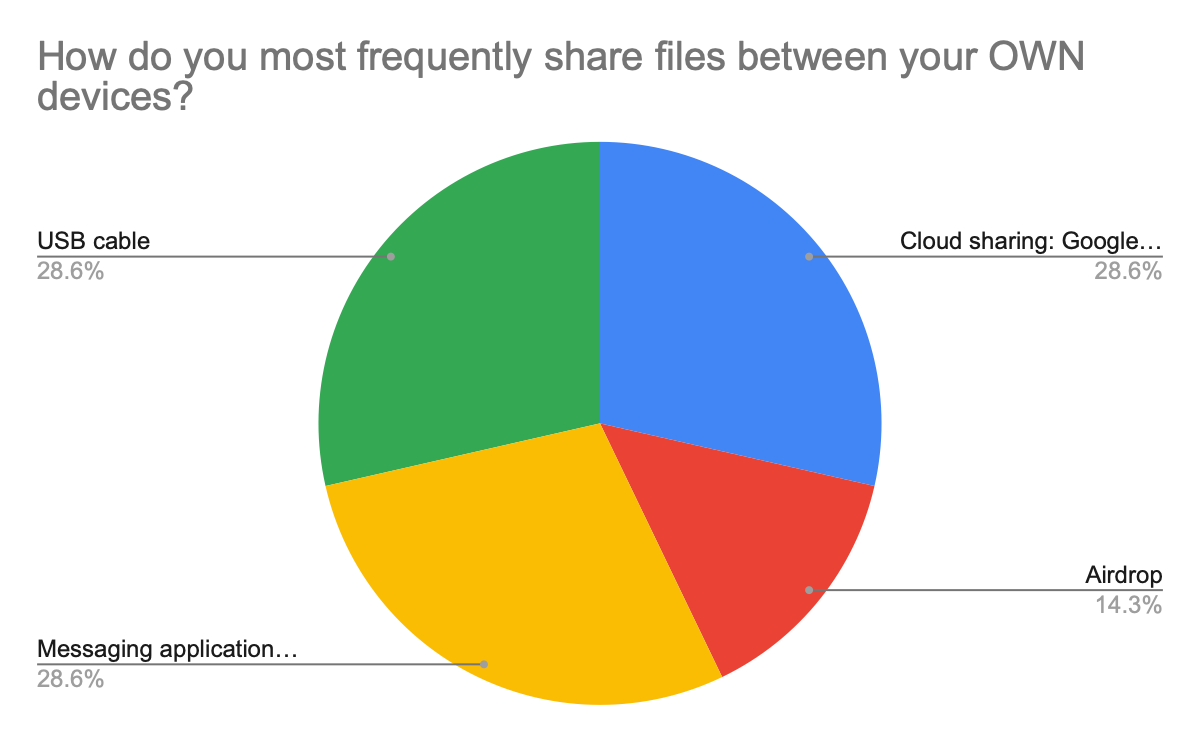 How do you most frequently share files between your OWN
devices?
USB cable
28.6%
Cloud sharing: Google…
28.6%
Airdrop
14.3%
Messaging application…
28.6%